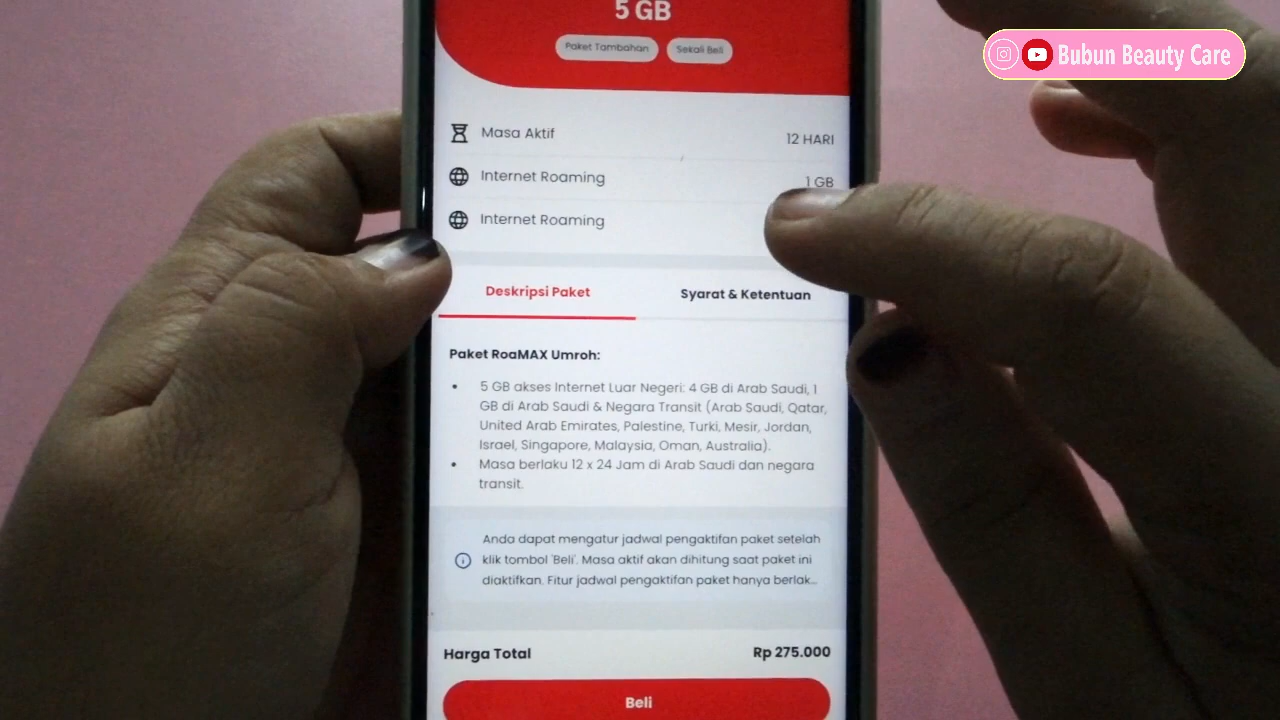 5 GB
Paket Tambahan
Sekali Beli
Bubun Beauty Care
Masa Aktif
12 HARI
Internet Roaming
1 GB
Internet Roaming
Deskripsi Paket
Syarat & Ketentuan
Paket RoaMAX Umroh:
5 GB akses Internet Luar Negeri: 4 GB di Arab Saudi, 1
GB di Arab Saudi & Negara Transit (Arab Saudi, Qatar,
United Arab Emirates, Palestine, Turki, Mesir, Jordan,
Israel, Singapore, Malaysia, Oman, Australia).
Masa berlaku 12 x 24 Jam di Arab Saudi dan negara
transit.
Anda dapat mengatur jadwal pengaktifan paket setelah
klik tombol 'Beli'. Masa aktif akan dihitung saat paket ini
diaktifkan. Fitur jadwal pengaktifan paket hanya berlak...
Harga Total
Rp 275.000
Beli